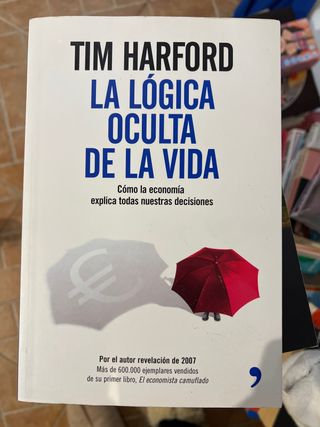 TIM HARFORD
LA LÓGICA
OCULTA
DE LA VIDA
Cómo la economía
explica todas nuestras decisiones
€
Por el autor revelación de 2007
Más de 600.000 ejemplares vendidos
de su primer libro, El economista camuflado